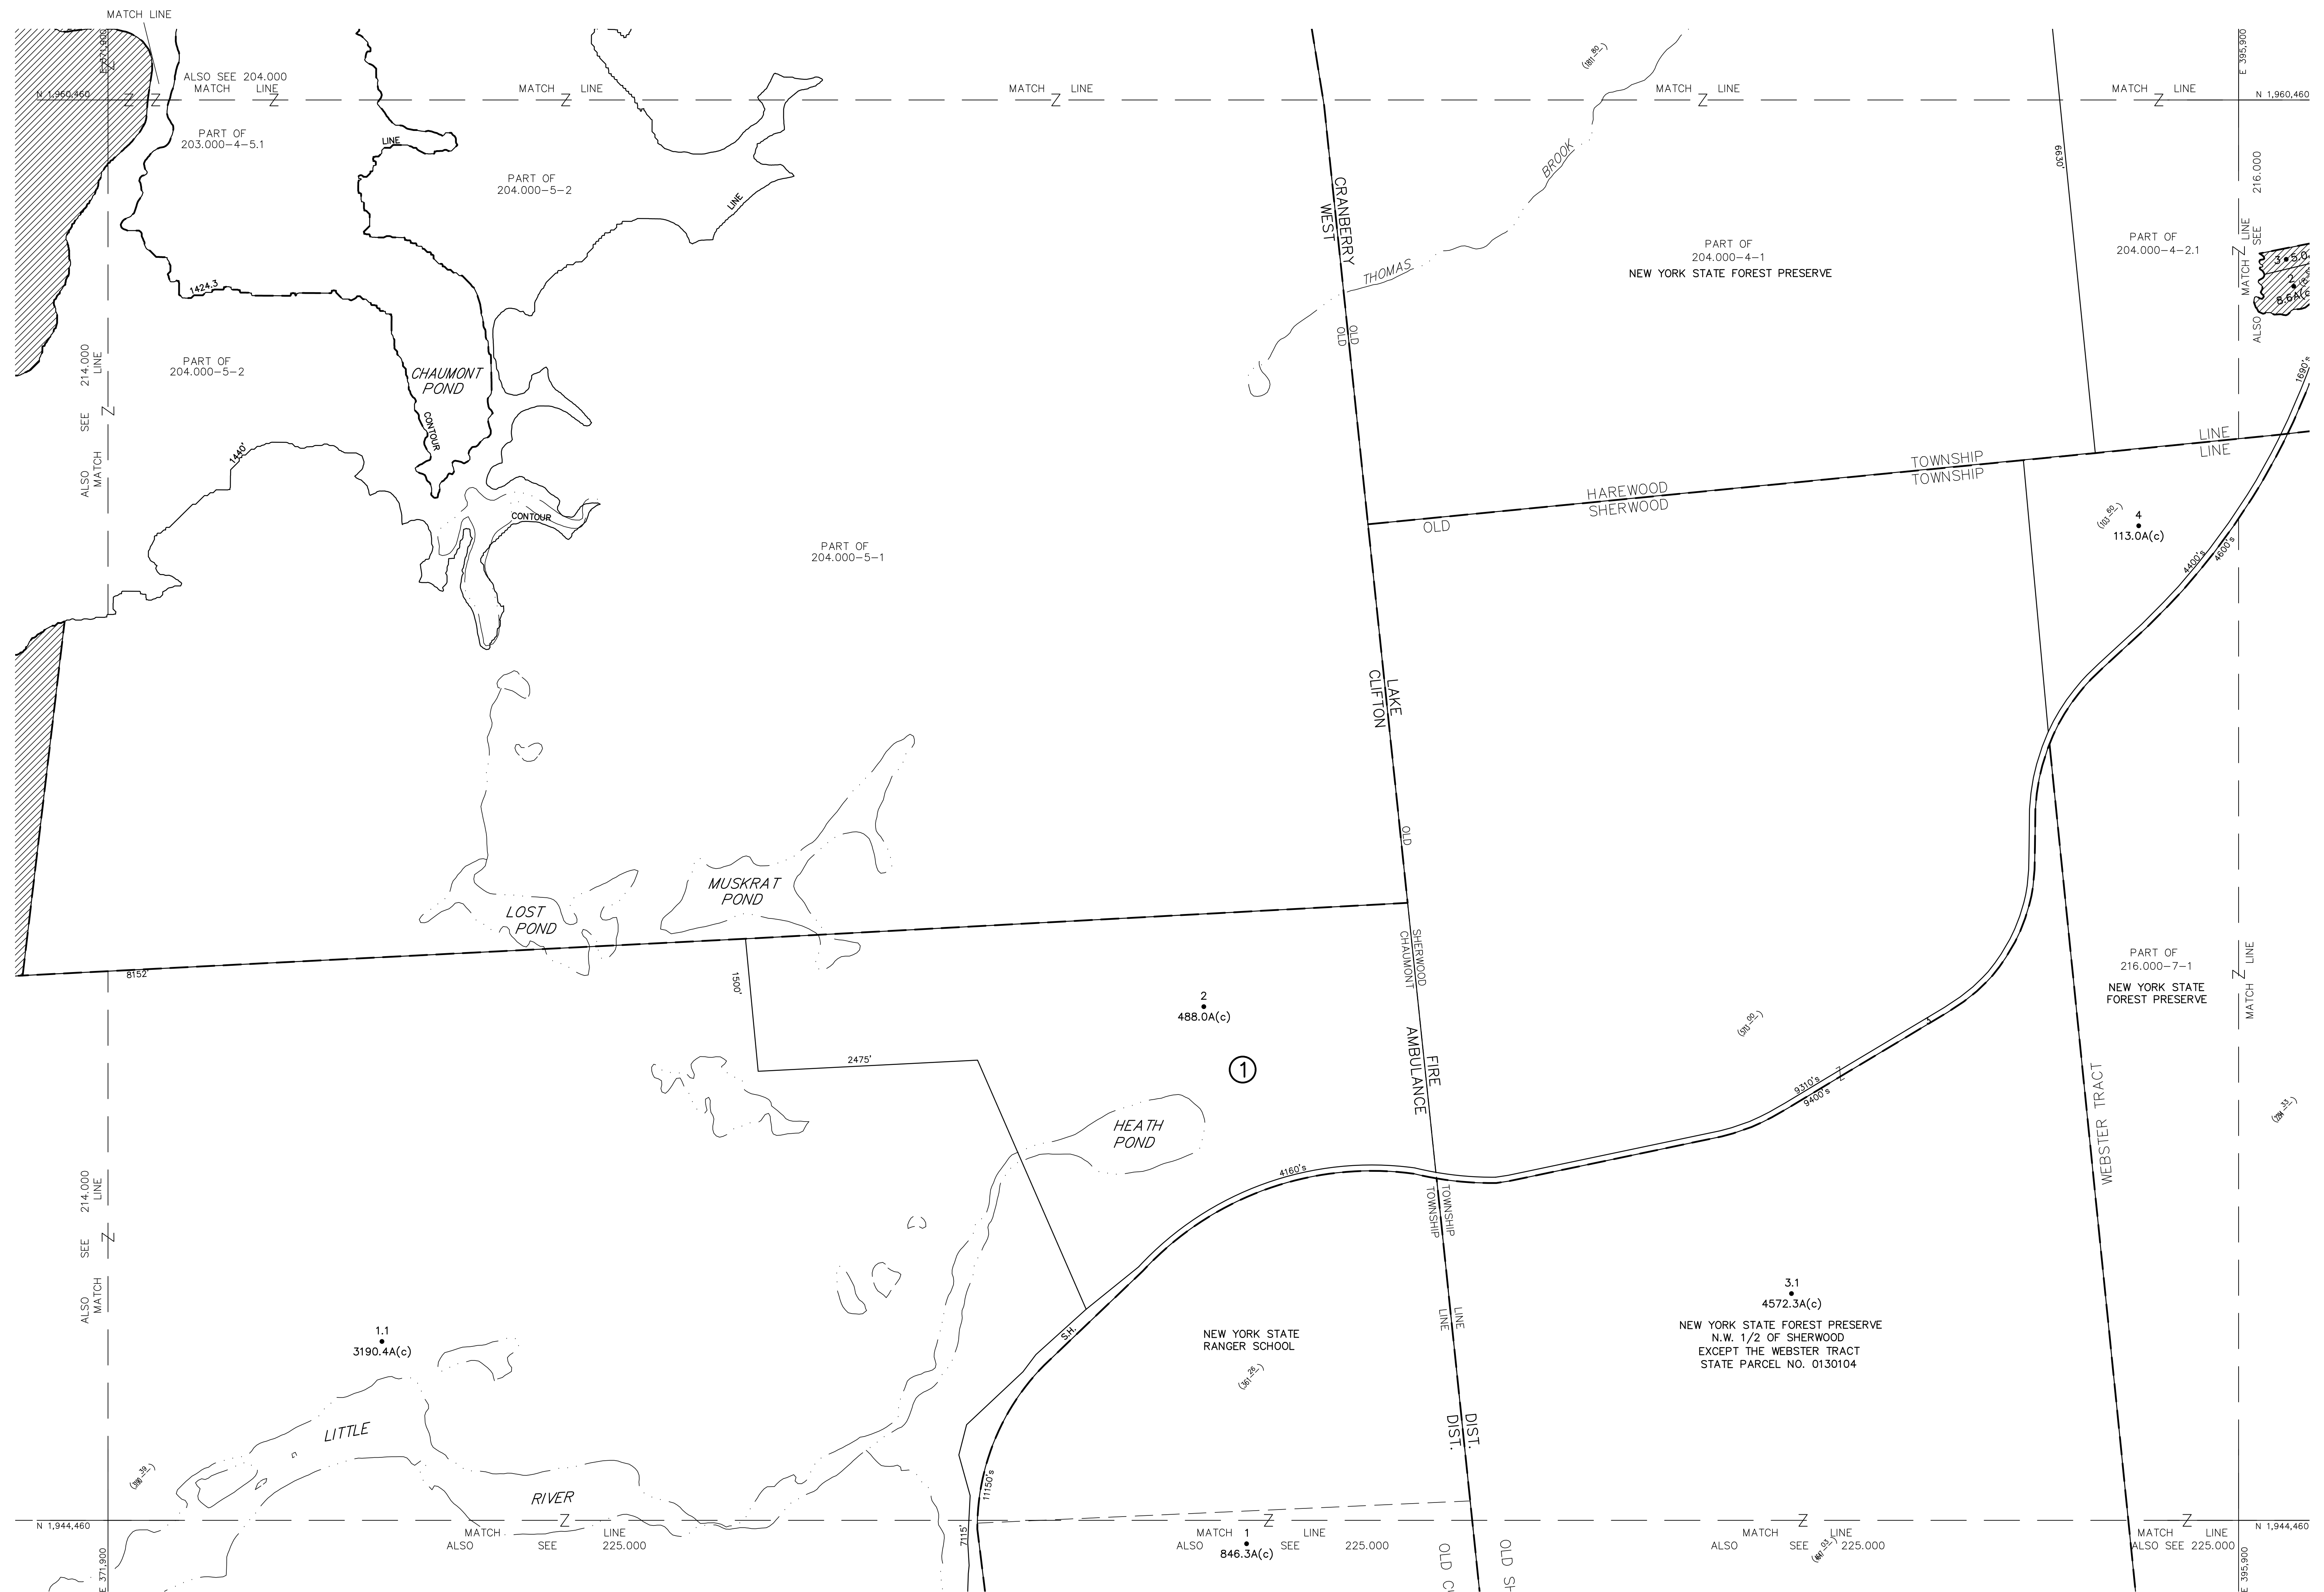 MATCH LINE
E 371,900
ALSO SEE 204.000
MATCH LINE
MATCH LINE
MATCH LINE
MATCH LINE
MATCH LINE
N 1,960,460
N 1,960,460
E 395,900
PART OF
203.000-4-5.1
LINE
PART OF
204.000-5-2
LINE
CRANBERRY
WEST
THOMAS
BROOK
6630'
PART OF
204.000-4-1
NEW YORK STATE FOREST PRESERVE
PART OF
204.000-4-2.1
ALSO SEE 216.000
MATCH LINE
3 5.0
2
8.6A(c
1424.3
OLD
OLD
PART OF
204.000-5-2
CHAUMONT
POND
CONTOUR
ALSO SEE 214.000
MATCH LINE
1440'
1690's
LINE
LINE
TOWNSHIP
TOWNSHIP
HAREWOOD
SHERWOOD
OLD
CONTOUR
PART OF
204.000-5-1
4
113.0A(c)
4400's
4600's
LAKE
CLIFTON
OLD
MUSKRAT
POND
LOST
POND
8152'
SHERWOOD
CHAUMONT
1500'
2
488.0A(c)
PART OF
216.000-7-1
NEW YORK STATE
FOREST PRESERVE
MATCH LINE
2475'
1
FIRE
AMBULANCE
9310's
9400's
WEBSTER TRACT
HEATH
POND
4160's
TOWNSHIP
TOWNSHIP
ALSO SEE 214.000
MATCH LINE
3.1
4572.3A(c)
NEW YORK STATE FOREST PRESERVE
N.W. 1/2 OF SHERWOOD
EXCEPT THE WEBSTER TRACT
STATE PARCEL NO. 0130104
LINE
LINE
S.H.
NEW YORK STATE
RANGER SCHOOL
1.1
3190.4A(c)
LITTLE
RIVER
DIST.
DIST.
11150's
7115'
N 1,944,460
N 1,944,460
MATCH LINE
ALSO SEE 225.000
MATCH 1 LINE
ALSO SEE 225.000
846.3A(c)
MATCH LINE
ALSO SEE 225.000
MATCH LINE
ALSO SEE 225.000
E 371,900
OLD
OLD SH
E 395,900